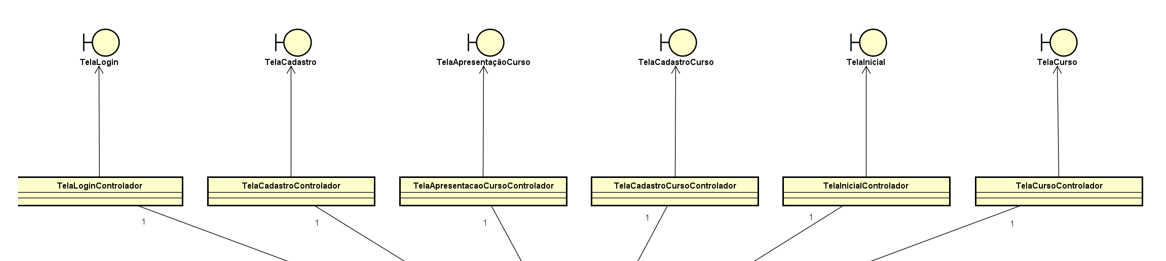 TelaLogin
TelaCadastro
TelaApresentaçãoCurso
TelaCadastroCurso
TelaInicial
TelaCurso
TelaLoginControlador
TelaCadastroControlador
TelaApresentacaoCursoControlador
TelaCadastroCursoControlador
TelaInicialControlador
TelaCursoControlador
1
1
1
1
1
1